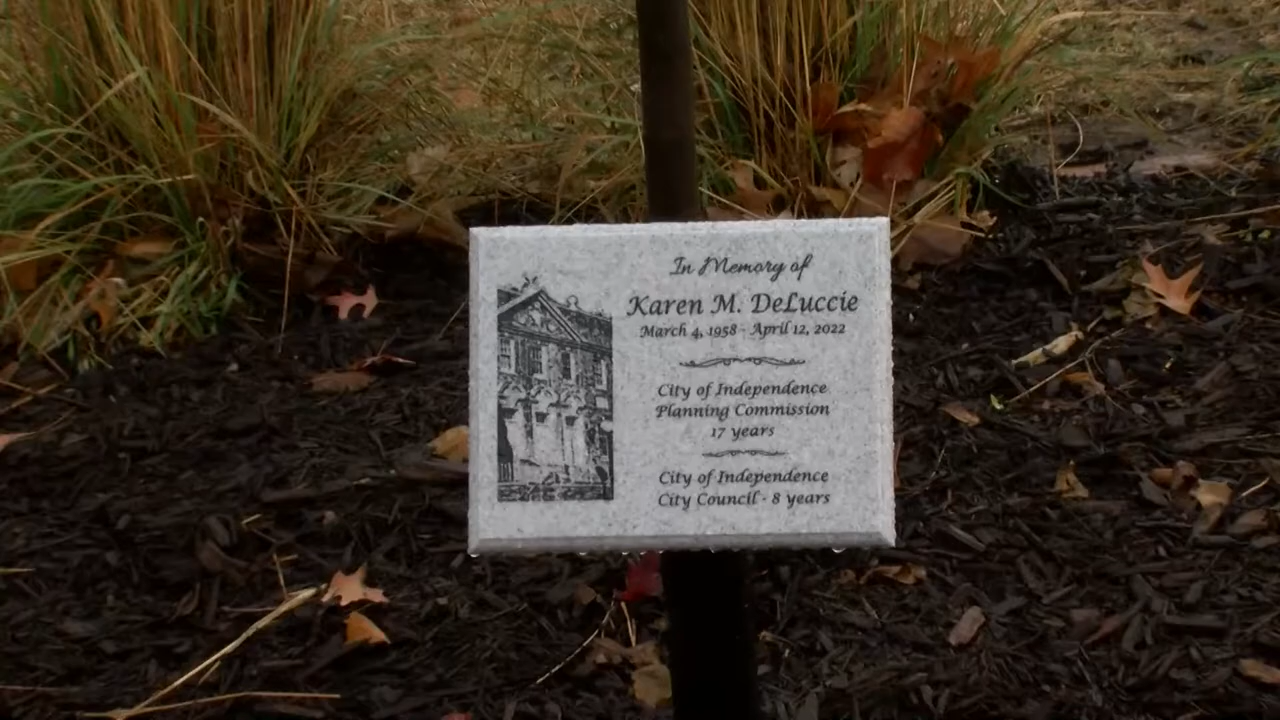 In Memory of
Karen M. DeLuccie
March 4, 1958 - April 12, 2022
City of Independence
Planning Commission
17 years
City of Independence
City Council - 8 years